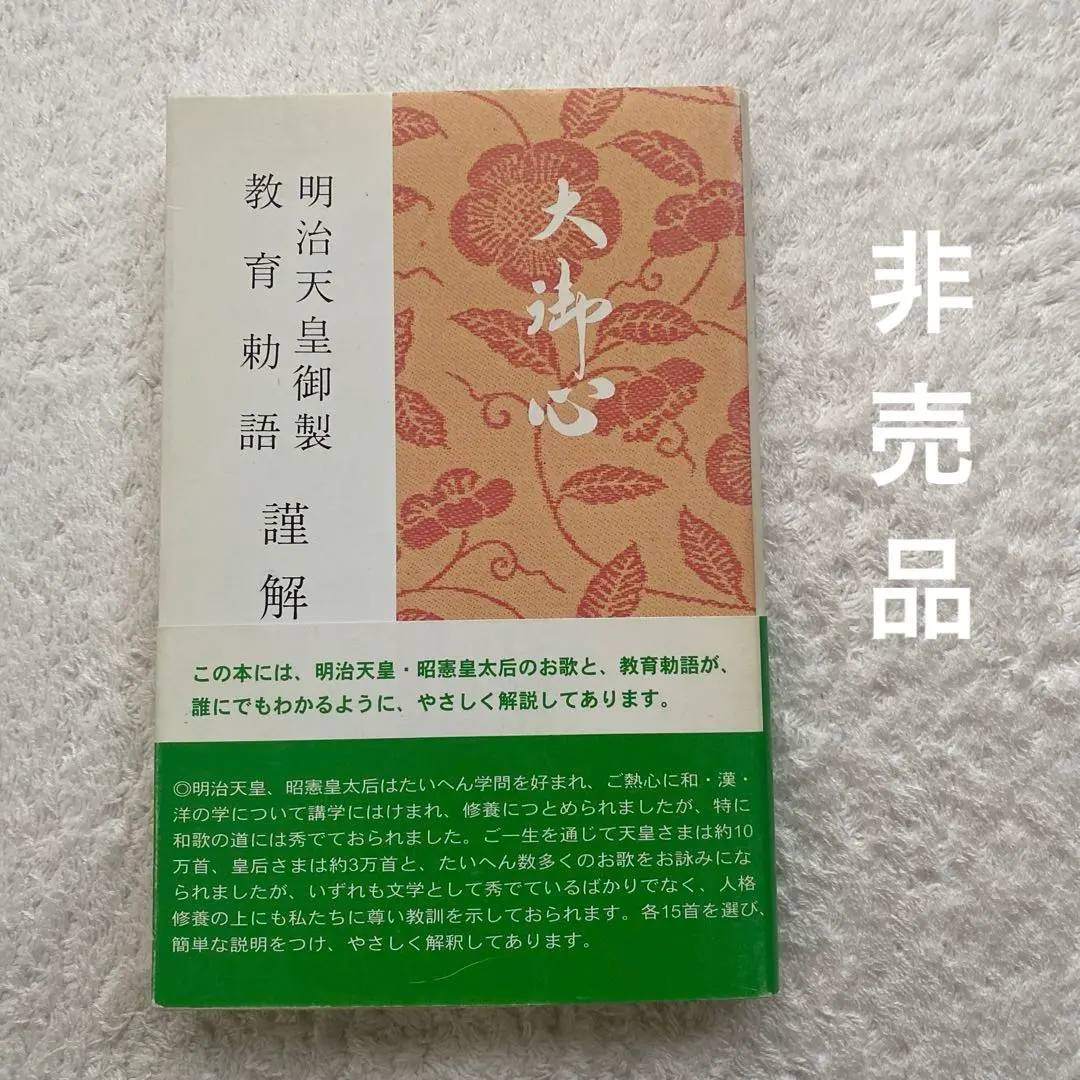 大御心
明治天皇御製
教育勅語
謹解
この本には、明治天皇・昭憲皇太后のお歌と、教育勅語が、
誰にでもわかるように、やさしく解説してあります。
◎明治天皇、昭憲皇太后はたいへん学問を好まれ、ご熱心に和・漢・
洋の学について講学にはげまれ、修養につとめられましたが、特に
和歌の道には秀でておられました。ご一生を通じて天皇さまは約10
万首、皇后さまは約3万首と、たいへん数多くのお歌をお詠みにな
られましたが、いずれも文学として秀でているばかりでなく、人格
修養の上にも私たちに尊い教訓を示しておられます。各15首を選び、
簡単な説明をつけ、やさしく解釈してあります。
非売品